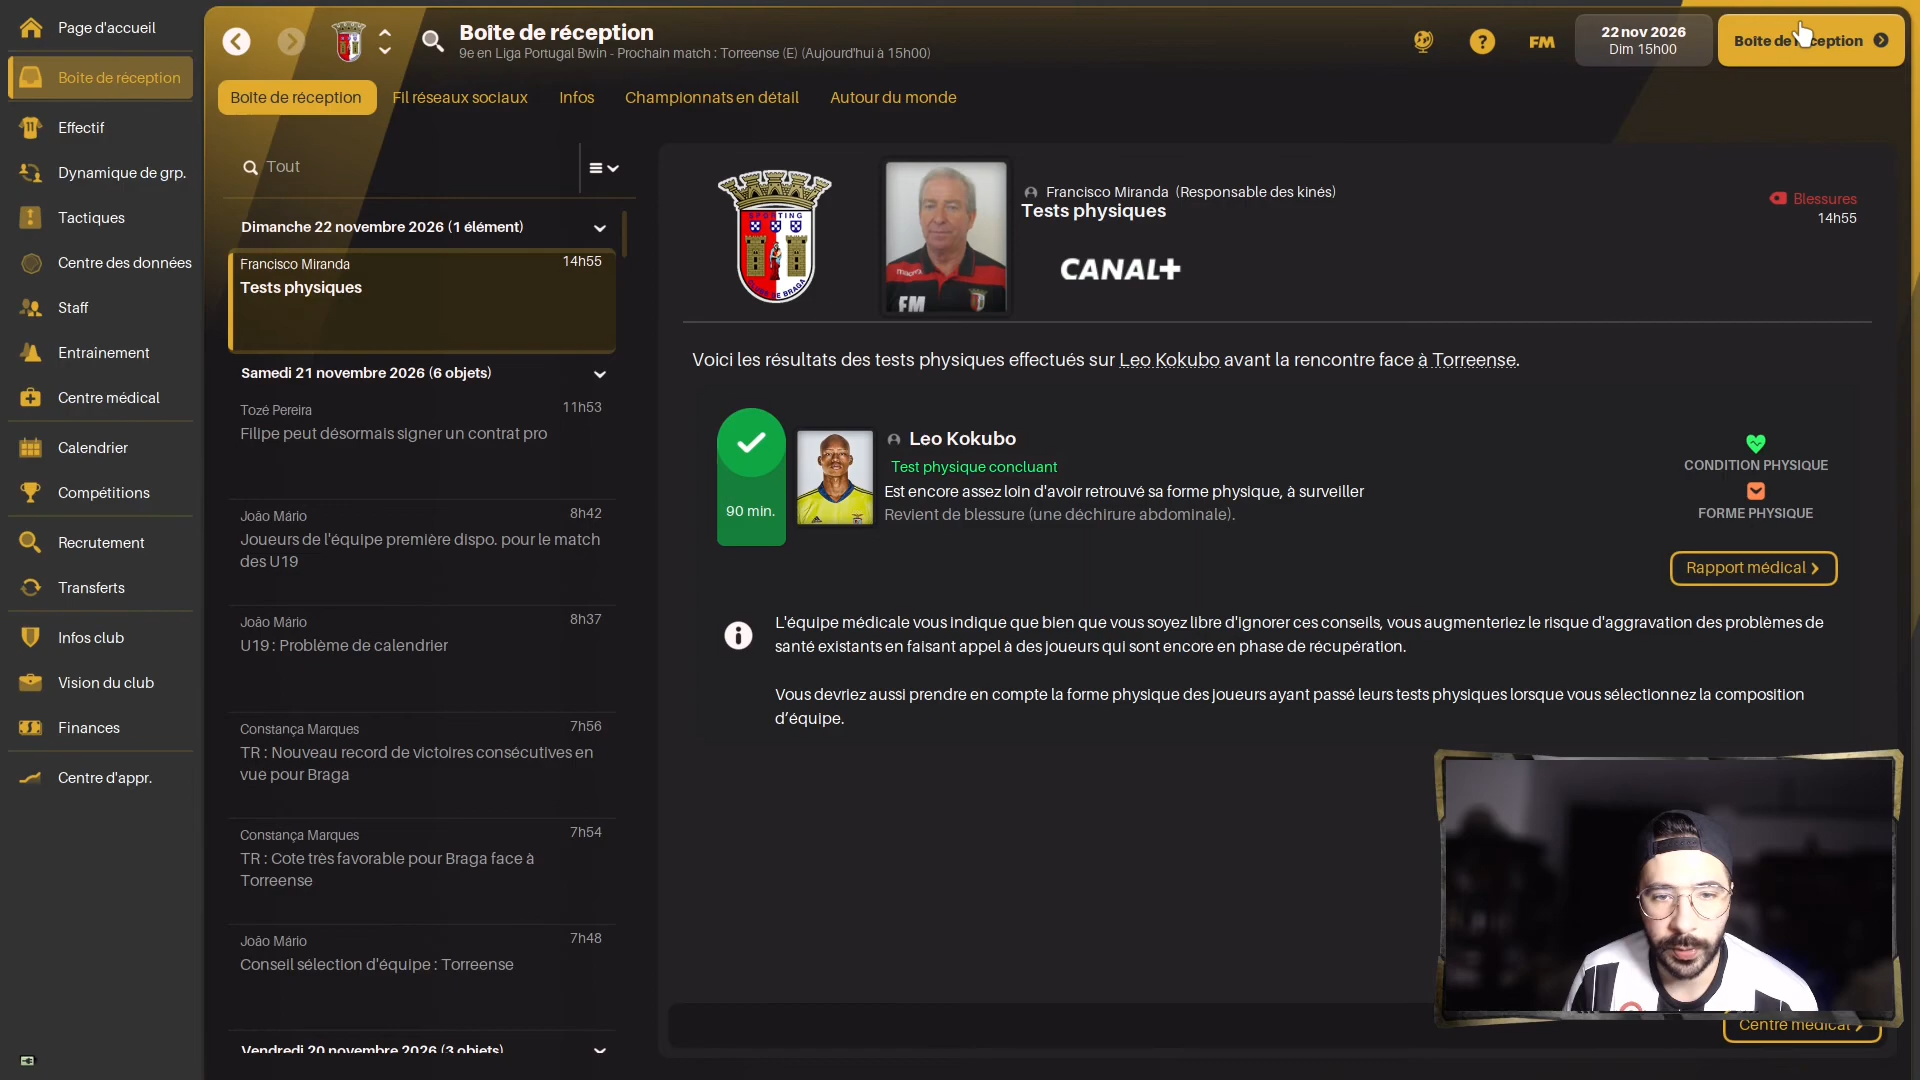 Page d'accueil
Boite de réception
Effectif
Dynamique de grp.
Tactiques
Centre des données
Staff
Entrainement
Centre médical
Calendrier
Compétitions
Recrutement
Transferts
Infos club
Vision du club
Finances
Centre d'appr.
Boîte de réception
9e en Liga Portugal Bwin - Prochain match : Torreense (E) (Aujourd'hui à 15h00)
FM
22 nov 2026
Dim 15h00
Boite de
Boite de réception
Fil réseaux sociaux
Infos
Championnats en détail
Autour du monde
Tout
Dimanche 22 novembre 2026 (1 élément)
Francisco Miranda
14h55
Tests physiques
Samedi 21 novembre 2026 (6 objets)
Tozé Pereira
11h53
Filipe peut désormais signer un contrat pro
João Mário
8h42
Joueurs de l'équipe première dispo. pour le match
des U19
João Mário
8h37
U19 : Problème de calendrier
Constança Marques
7h56
TR : Nouveau record de victoires consécutives en
vue pour Braga
Constança Marques
7h54
TR : Cote très favorable pour Braga face à
Torreense
João Mário
7h48
Conseil sélection d'équipe : Torreense
Vendredi 20 novembre 2026 (3 objets)
SPORTING
CLUBE DE BRAGA
macron
FM
Francisco Miranda (Responsable des kinés)
Tests physiques
CANAL+
Blessures
14h55
Voici les résultats des tests physiques effectués sur Leo Kokubo avant la rencontre face à Torreense.
90 min.
Leo Kokubo
Test physique concluant
Est encore assez loin d'avoir retrouvé sa forme physique, à surveiller
Revient de blessure (une déchirure abdominale).
CONDITION PHYSIQUE
FORME PHYSIQUE
Rapport médical
L'équipe médicale vous indique que bien que vous soyez libre d'ignorer ces conseils, vous augmenteriez le risque d'aggravation des problèmes de
santé existants en faisant appel à des joueurs qui sont encore en phase de récupération.
Vous devriez aussi prendre en compte la forme physique des joueurs ayant passé leurs tests physiques lorsque vous sélectionnez la composition
d'équipe.
Centre médical